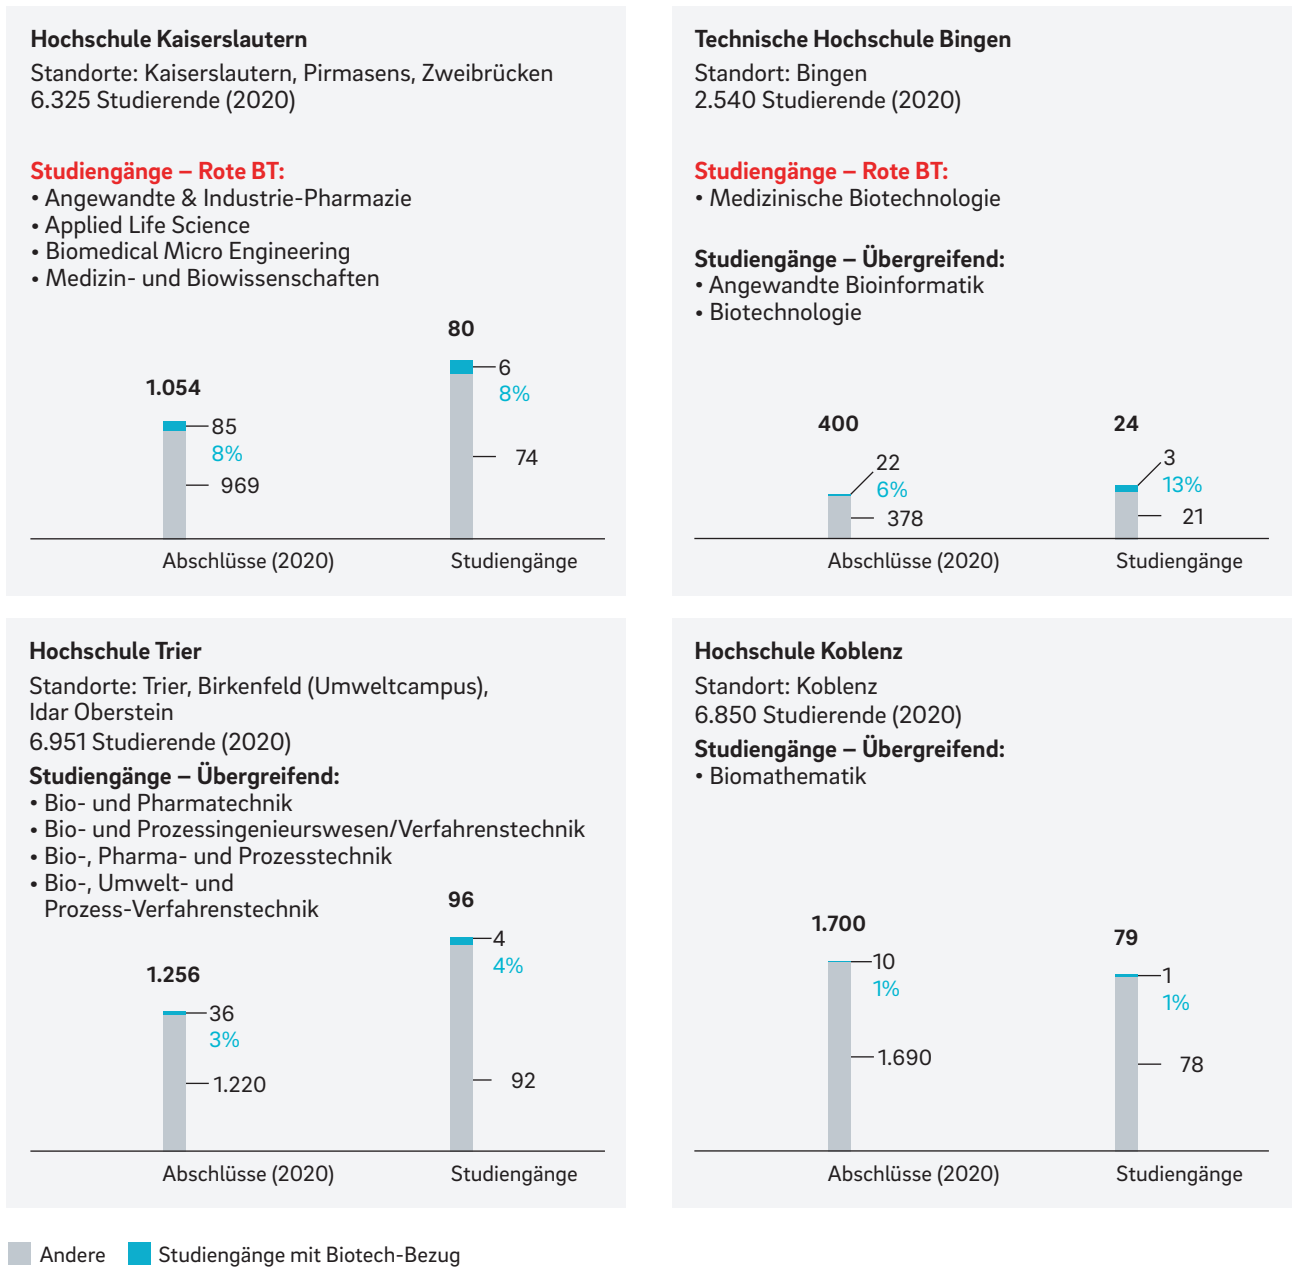 Hochschule Kaiserslautern
Standorte: Kaiserslautern, Pirmasens, Zweibrücken
6.325 Studierende (2020)
Studiengänge – Rote BT:
• Angewandte & Industrie-Pharmazie
• Applied Life Science
• Biomedical Micro Engineering
• Medizin- und Biowissenschaften
1.054
85
8%
969
Abschlüsse (2020)
80
6
8%
74
Studiengänge
Technische Hochschule Bingen
Standort: Bingen
2.540 Studierende (2020)
Studiengänge – Rote BT:
• Medizinische Biotechnologie
Studiengänge – Übergreifend:
• Angewandte Bioinformatik
• Biotechnologie
400
22
6%
378
Abschlüsse (2020)
24
3
13%
21
Studiengänge
Hochschule Trier
Standorte: Trier, Birkenfeld (Umweltcampus),
Idar Oberstein
6.951 Studierende (2020)
Studiengänge – Übergreifend:
• Bio- und Pharmatechnik
• Bio- und Prozessingenieurswesen/Verfahrenstechnik
• Bio-, Pharma- und Prozesstechnik
• Bio-, Umwelt- und
Prozess-Verfahrenstechnik
1.256
36
3%
1.220
Abschlüsse (2020)
96
4
4%
92
Studiengänge
Hochschule Koblenz
Standort: Koblenz
6.850 Studierende (2020)
Studiengänge – Übergreifend:
• Biomathematik
1.700
10
1%
1.690
Abschlüsse (2020)
79
1
1%
78
Studiengänge
Andere
Studiengänge mit Biotech-Bezug